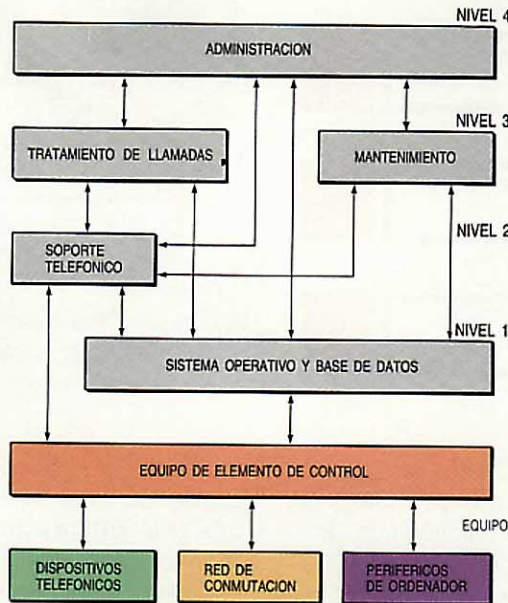 NIVEL 4
ADMINISTRACION
NIVEL 3
TRATAMIENTO DE LLAMADAS
MANTENIMIENTO
NIVEL 2
SOPORTE
TELEFONICO
NIVEL 1
SISTEMA OPERATIVO Y BASE DE DATOS
EQUIPO DE ELEMENTO DE CONTROL
EQUIPO
DISPOSITIVOS
TELEFONICOS
RED DE
CONMUTACION
PERIFERICOS
DE ORDENADOR